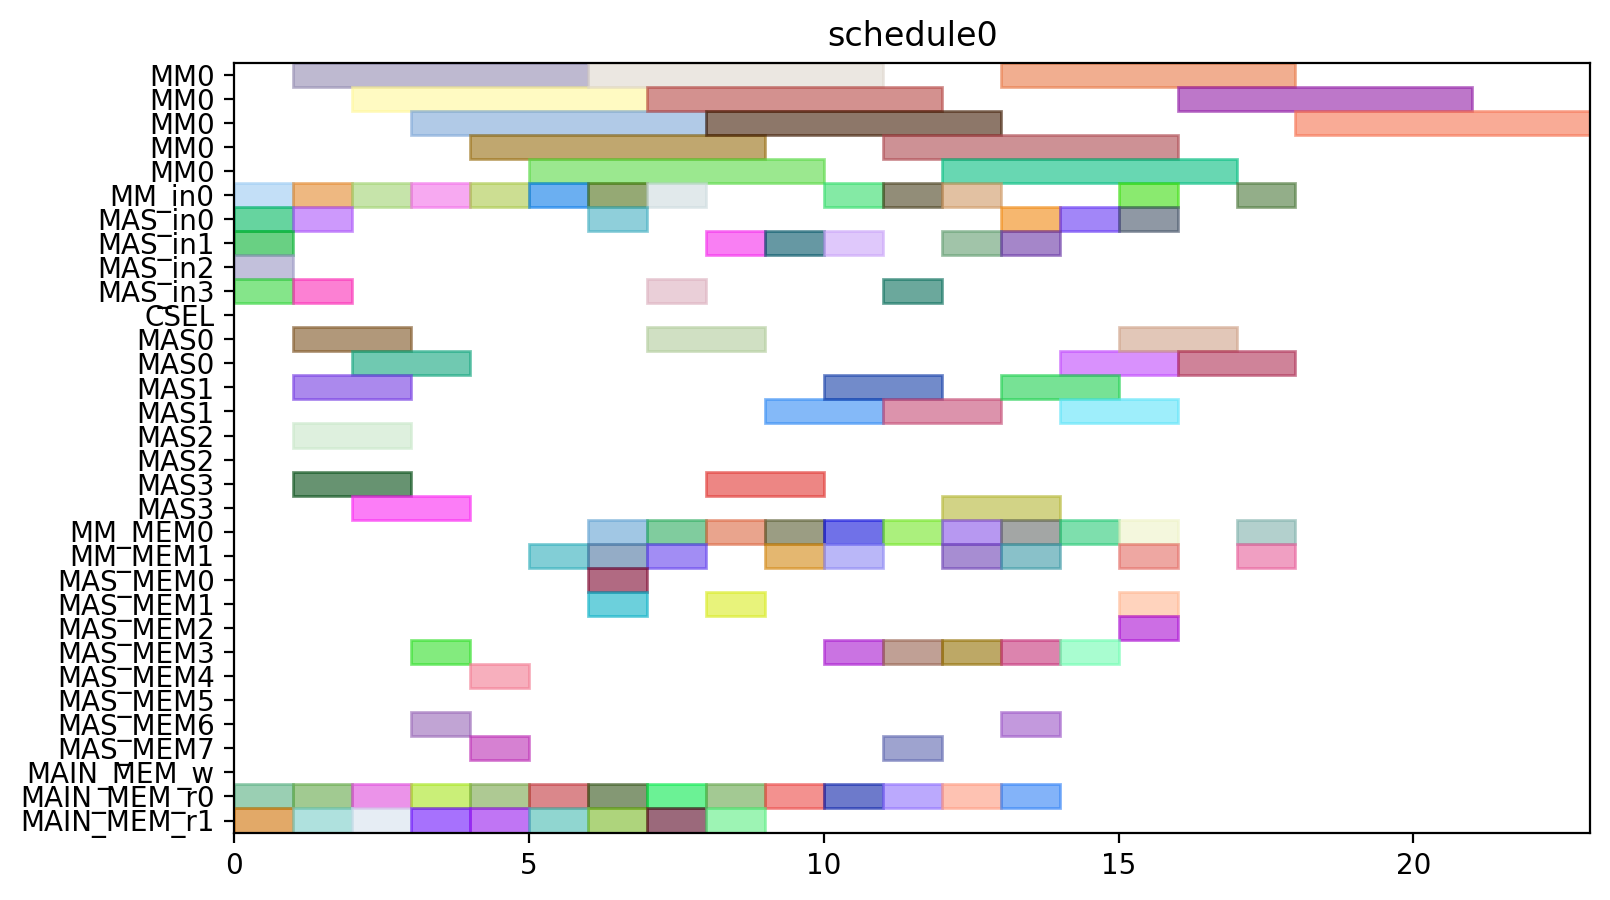 schedule0
MM0
MM0
MM0
MM0
MM0
MM_in0
MAS_in0
MAS_in1
MAS_in2
MAS_in3
CSEL
MAS0
MAS0
MAS1
MAS1
MAS2
MAS2
MAS3
MAS3
MM_MEM0
MM_MEM1
MAS_MEM0
MAS_MEM1
MAS_MEM2
MAS_MEM3
MAS_MEM4
MAS_MEM5
MAS_MEM6
MAS_MEM7
MAIN_MEM_w
MAIN_MEM_r0
MAIN_MEM_r1
0 5 10 15 20